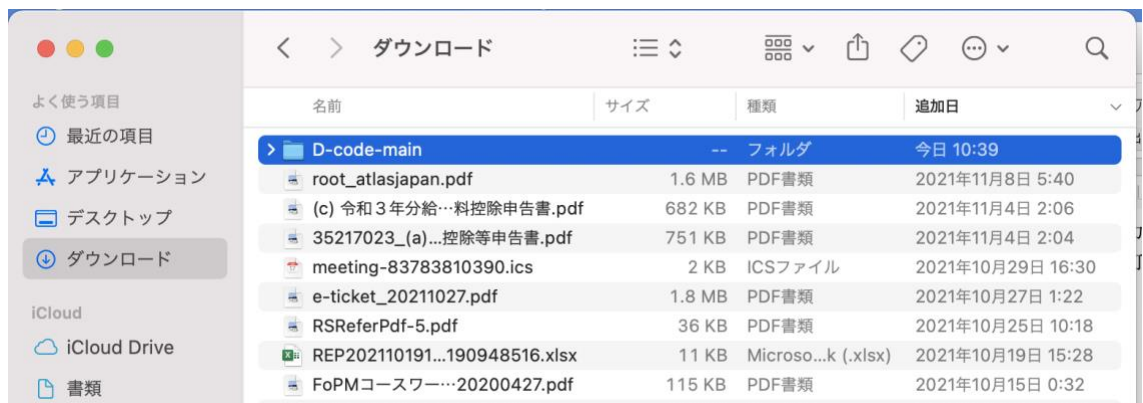 ダウンロード
よく使う項目
最近の項目
アプリケーション
デスクトップ
ダウンロード
iCloud
iCloud Drive
書類
名前 サイズ 種類 追加日
D-code-main -- フォルダ 今日 10:39
root_atlasjapan.pdf 1.6 MB PDF書類 2021年11月8日 5:40
(c) 令和３年分給…料控除申告書.pdf 682 KB PDF書類 2021年11月4日 2:06
35217023_(a)...控除等申告書.pdf 751 KB PDF書類 2021年11月4日 2:04
meeting-83783810390.ics 2 KB ICSファイル 2021年10月29日 16:30
e-ticket_20211027.pdf 1.8 MB PDF書類 2021年10月27日 1:22
RSReferPdf-5.pdf 36 KB PDF書類 2021年10月25日 10:18
REP202110191...190948516.xlsx 11 KB Microso...k (.xlsx) 2021年10月19日 15:28
FoPMコースワー…20200427.pdf 115 KB PDF書類 2021年10月15日 0:32